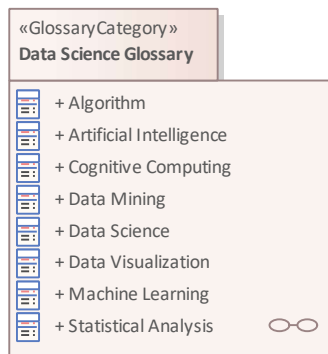 «GlossaryCategory»
Data Science Glossary
+ Algorithm
+ Artificial Intelligence
+ Cognitive Computing
+ Data Mining
+ Data Science
+ Data Visualization
+ Machine Learning
+ Statistical Analysis